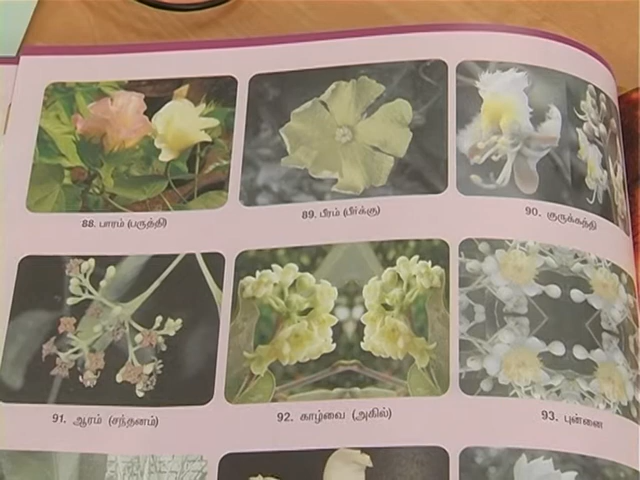 88. பாரம் (பருத்தி)
89. பீரம் (பீர்க்கு)
90. குருக்கத்தி
91. ஆரம் (சந்தனம்)
92. காழ்வை (அகில்)
93. புன்னை